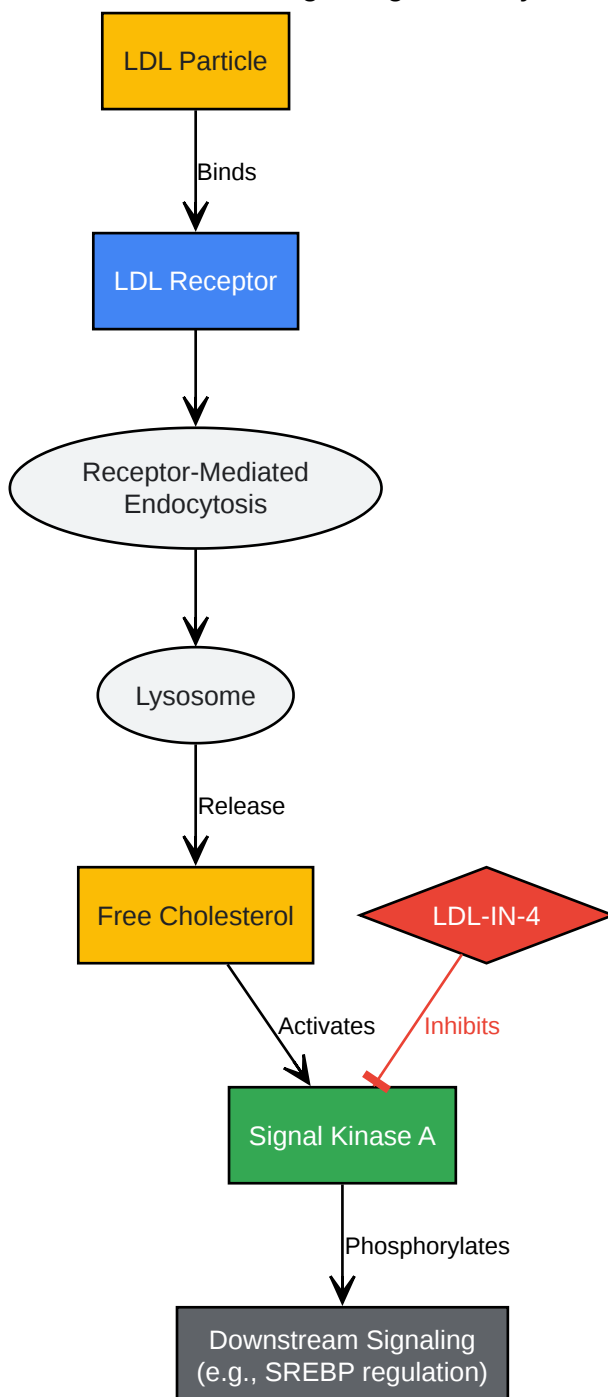 LDL Particle
Binds
LDL Receptor
Receptor-Mediated
Endocytosis
Lysosome
Release
Free Cholesterol
LDL-IN-4
Activates
Inhibits
Signal Kinase A
Phosphorylates
Downstream Signaling
(e.g., SREBP regulation)